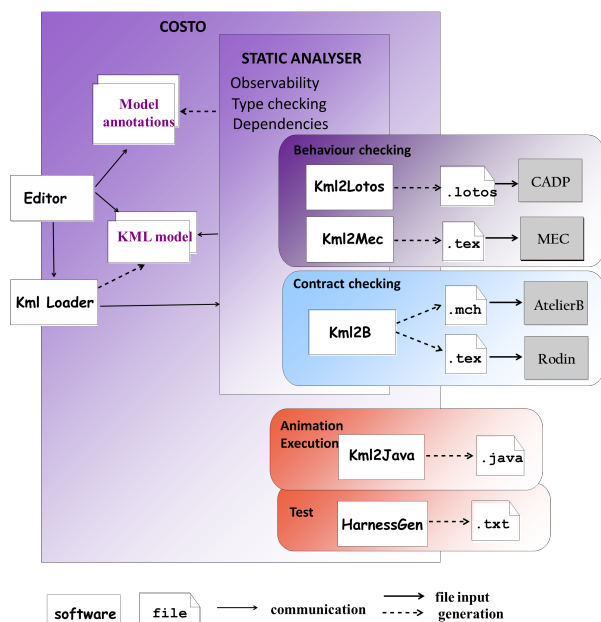 COSTO
STATIC ANALYSER
Observability
Type checking
Dependencies
Model
annotations
Editor
KML model
Kml Loader
Behaviour checking
Kml2Lotos
.lotos
CADP
Kml2Mec
.tex
MEC
Contract checking
Kml2B
.mch
AtelierB
.tex
Rodin
Animation
Execution
Kml2Java
.java
Test
HarnessGen
.txt
software
file
communication
file input
generation